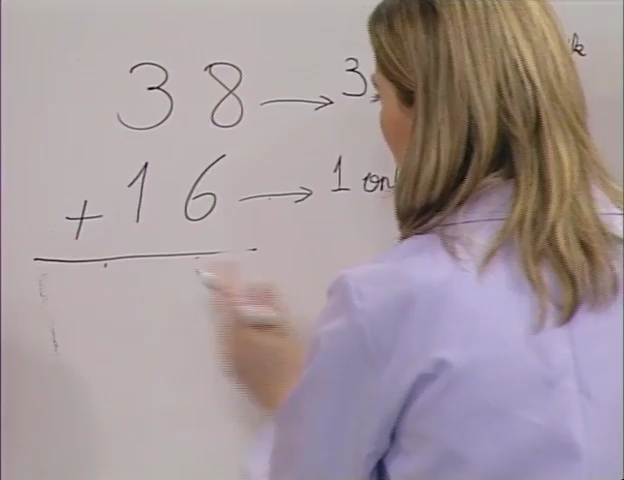 38 → 3
+16 → 1 on